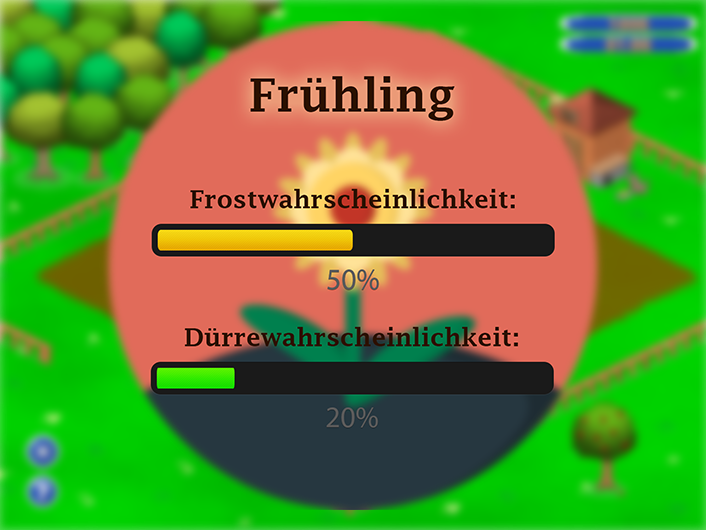 Frühling
Frostwahrscheinlichkeit:
50%
Dürrewahrscheinlichkeit:
20%